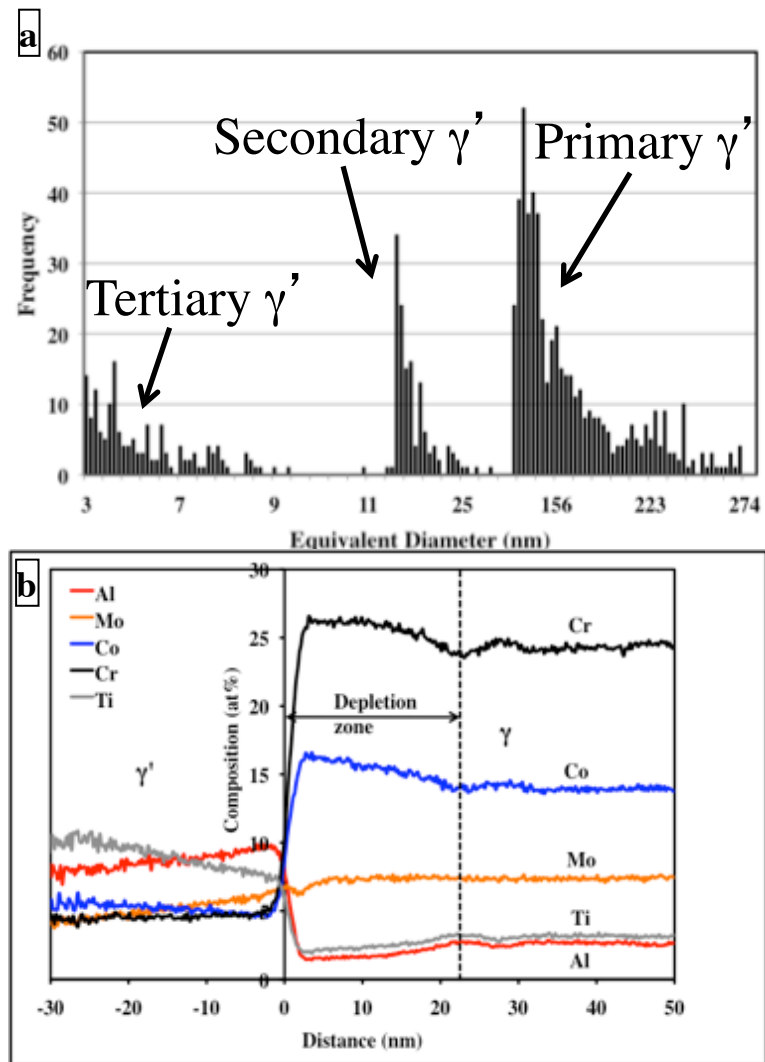 a
60
50
40
30
20
10
0
Frequency
Secondary γ’
Primary γ’
Tertiary γ’
3 7 9 11 25 156 223 274
Equivalent Diameter (nm)
b
Al
Mo
Co
Cr
Ti
30
25
20
15
10
5
0
Composition (at%)
Depletion
zone
γ'
γ
Cr
Co
Mo
Ti
Al
-30 -20 -10 0 10 20 30 40 50
Distance (nm)